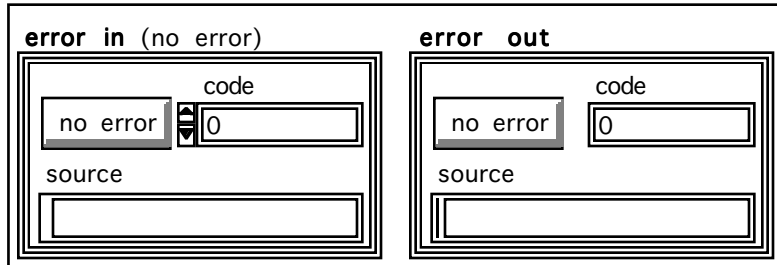 error in (no error)
code
no error
0
source
error out
code
no error
0
source